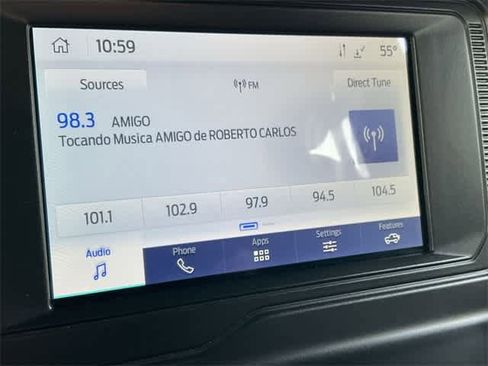 10:59
55°
Sources
FM
Direct Tune
98.3 AMIGO
Tocando Musica AMIGO de ROBERTO CARLOS
101.1 102.9 97.9 94.5 104.5
Audio Phone Apps Settings Features